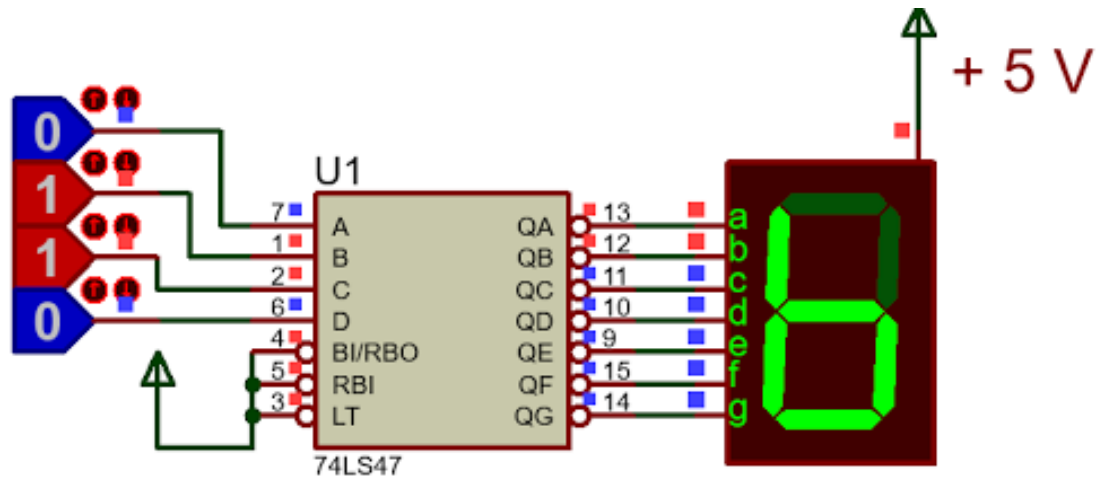 + 5 V
0
1
1
0
U1
7 A QA 13 a
1 B QB 12 b
2 C QC 11 c
6 D QD 10 d
4 BI/RBO QE 9 e
5 RBI QF 15 f
3 LT QG 14 g
74LS47